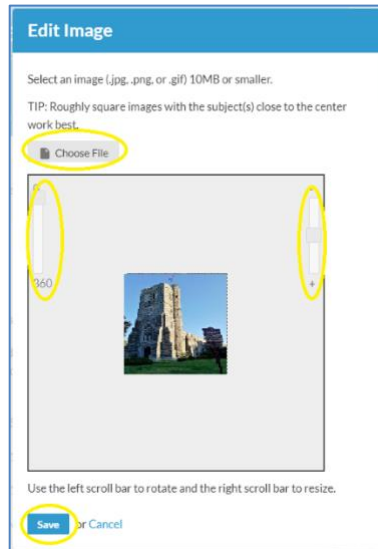 Edit Image
Select an image (.jpg, .png, or .gif) 10MB or smaller.
TIP: Roughly square images with the subject(s) close to the center
work best.
Choose File
0
-
360
+
Use the left scroll bar to rotate and the right scroll bar to resize.
Save or Cancel